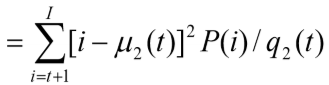 = \sum_{i=t+1}^{I} [i - \mu_2(t)]^2 P(i) / q_2(t)